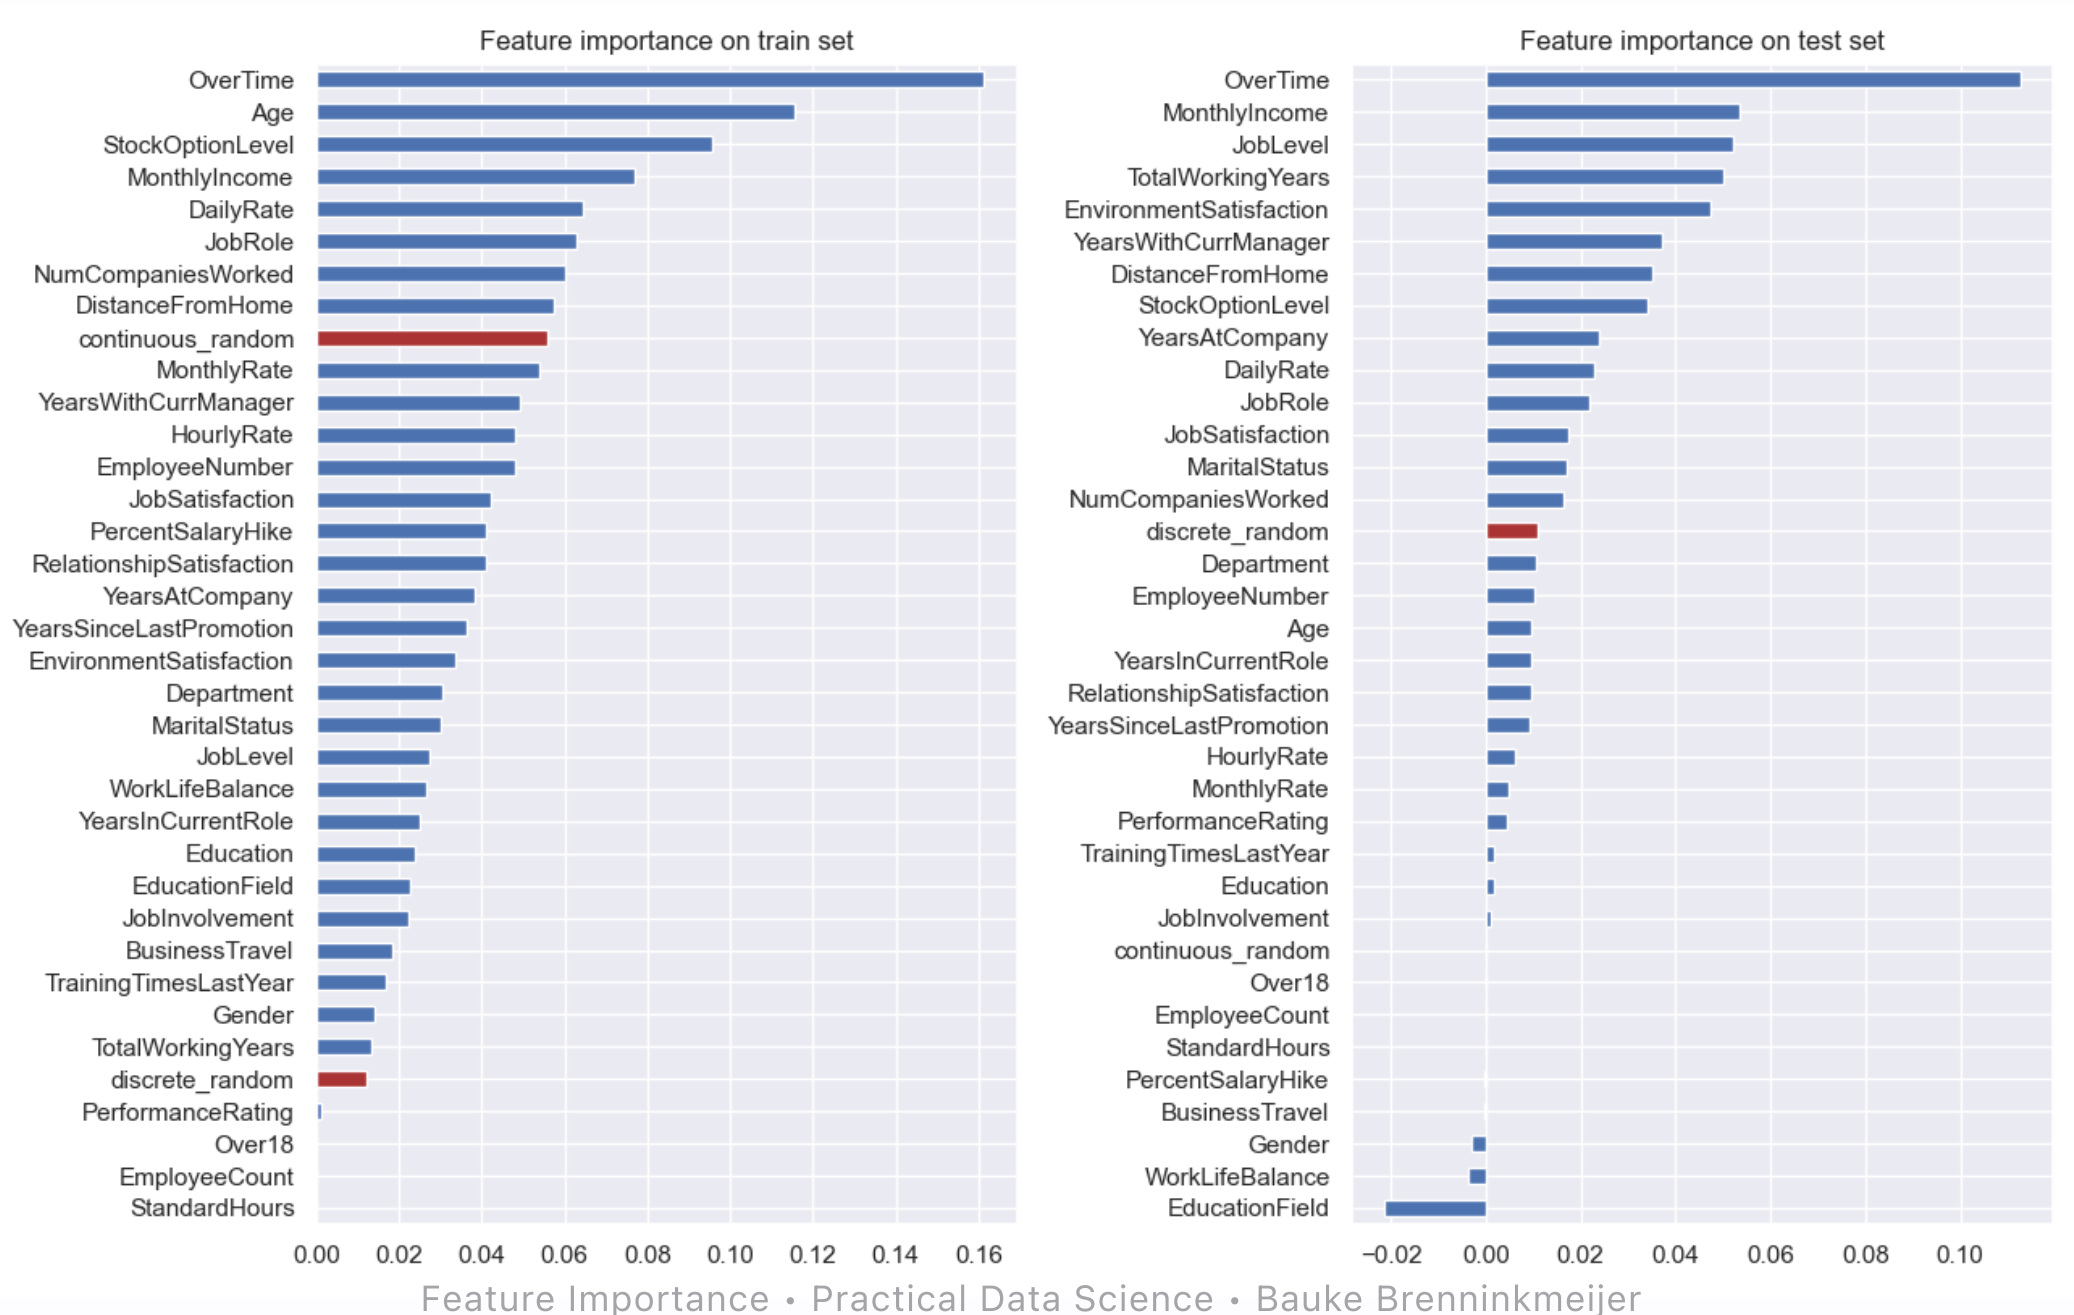 Feature importance on train set
OverTime
Age
StockOptionLevel
MonthlyIncome
DailyRate
JobRole
NumCompaniesWorked
DistanceFromHome
continuous_random
MonthlyRate
YearsWithCurrManager
HourlyRate
EmployeeNumber
JobSatisfaction
PercentSalaryHike
RelationshipSatisfaction
YearsAtCompany
YearsSinceLastPromotion
EnvironmentSatisfaction
Department
MaritalStatus
JobLevel
WorkLifeBalance
YearsInCurrentRole
Education
EducationField
JobInvolvement
BusinessTravel
TrainingTimesLastYear
Gender
TotalWorkingYears
discrete_random
PerformanceRating
Over18
EmployeeCount
StandardHours
0.00 0.02 0.04 0.06 0.08 0.10 0.12 0.14 0.16
Feature importance on test set
OverTime
MonthlyIncome
JobLevel
TotalWorkingYears
EnvironmentSatisfaction
YearsWithCurrManager
DistanceFromHome
StockOptionLevel
YearsAtCompany
DailyRate
JobRole
JobSatisfaction
MaritalStatus
NumCompaniesWorked
discrete_random
Department
EmployeeNumber
Age
YearsInCurrentRole
RelationshipSatisfaction
YearsSinceLastPromotion
HourlyRate
MonthlyRate
PerformanceRating
TrainingTimesLastYear
Education
JobInvolvement
continuous_random
Over18
EmployeeCount
StandardHours
PercentSalaryHike
BusinessTravel
Gender
WorkLifeBalance
EducationField
−0.02 0.00 0.02 0.04 0.06 0.08 0.10
Feature Importance • Practical Data Science • Bauke Brenninkmeijer